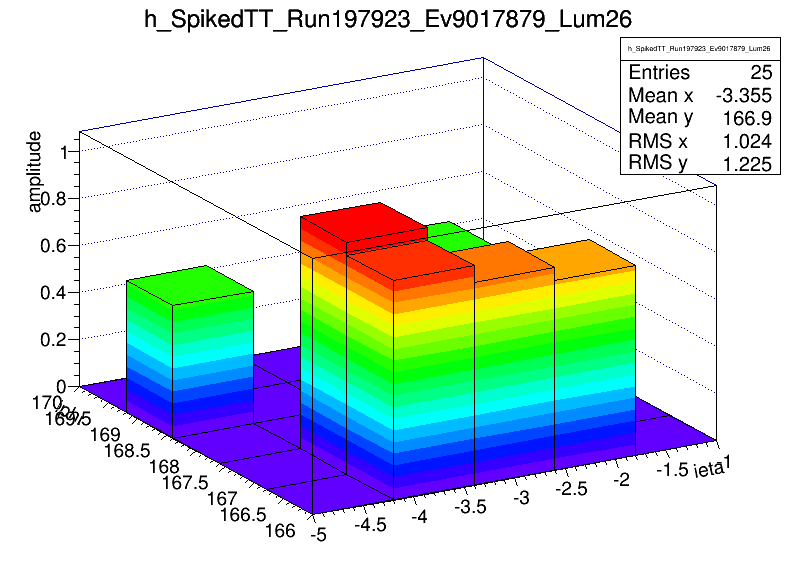 h_SpikedTT_Run197923_Ev9017879_Lum26
h_SpikedTT_Run197923_Ev9017879_Lum26
Entries 25
Mean x -3.355
Mean y 166.9
RMS x 1.024
RMS y 1.225
amplitude
1
0.8
0.6
0.4
0.2
0
170
169.5
169
168.5
168
167.5
167
166.5
166
-5
-4.5
-4
-3.5
-3
-2.5
-2
-1.5
ieta